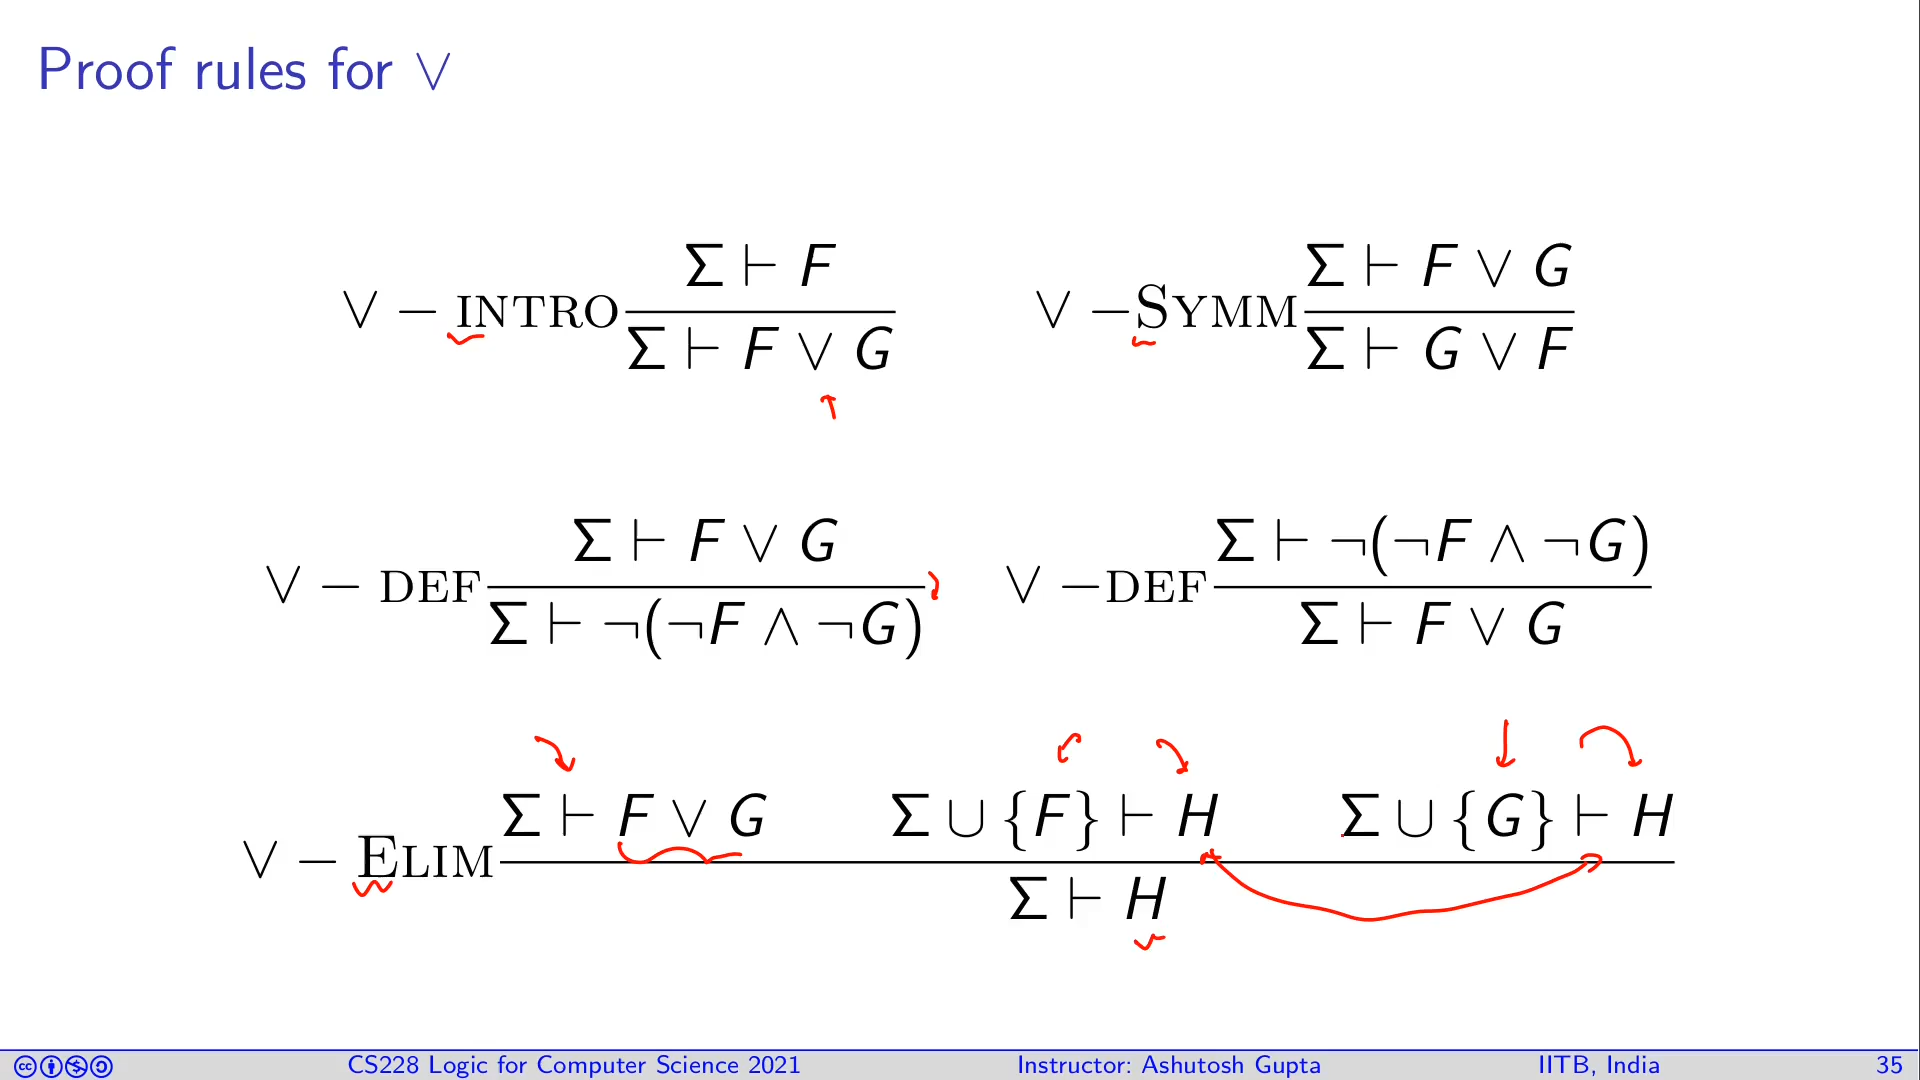 Proof rules for ∨
∨ − INTRO Σ ⊢ F
Σ ⊢ F ∨ G
∨ −SYMM Σ ⊢ F ∨ G
Σ ⊢ G ∨ F
∨ − DEF Σ ⊢ F ∨ G
Σ ⊢ ¬(¬F ∧ ¬G)
∨ −DEF Σ ⊢ ¬(¬F ∧ ¬G)
Σ ⊢ F ∨ G
∨ − ELIM Σ ⊢ F ∨ G Σ ∪ {F} ⊢ H Σ ∪ {G} ⊢ H
Σ ⊢ H
CS228 Logic for Computer Science 2021 Instructor: Ashutosh Gupta IITB, India 35